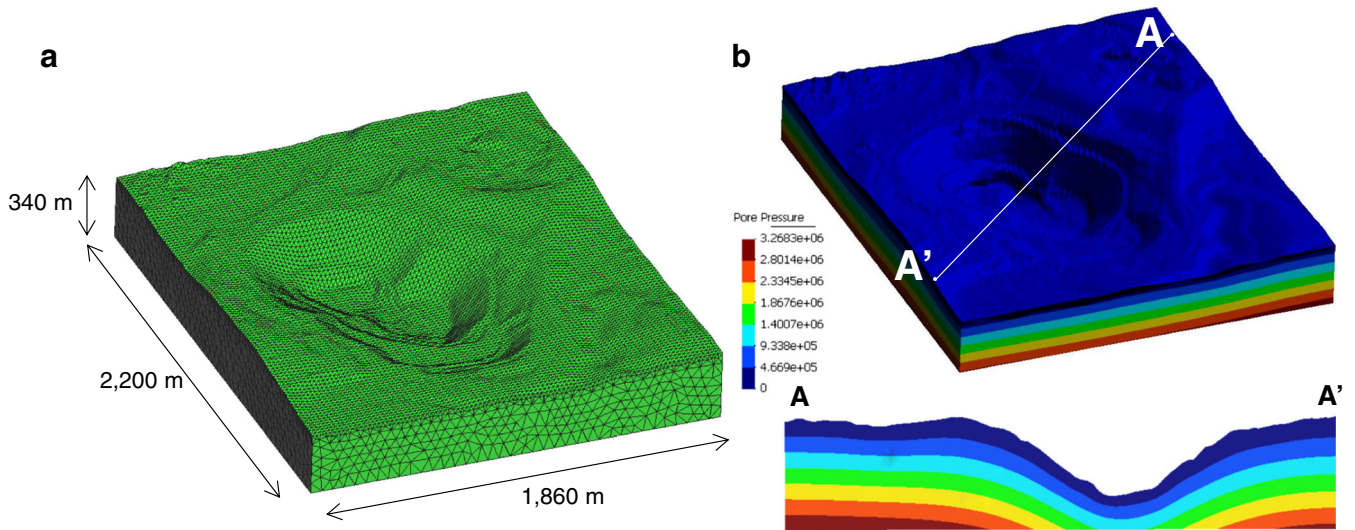 a
340 m
2,200 m
1,860 m
b
A
A'
Pore Pressure
3.2683e+06
2.8014e+06
2.3345e+06
1.8676e+06
1.4007e+06
9.338e+05
4.669e+05
0
A
A'